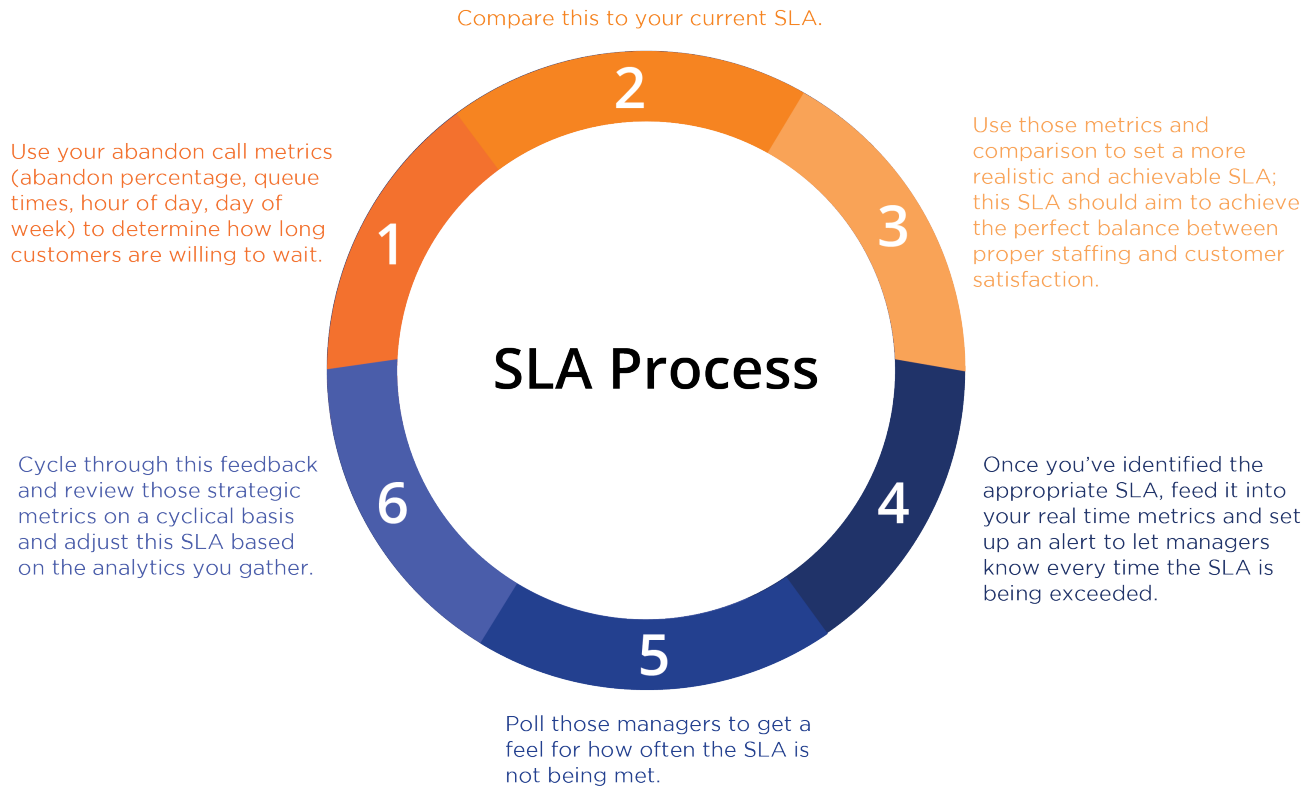 SLA Process
1
Use your abandon call metrics
(abandon percentage, queue
times, hour of day, day of
week) to determine how long
customers are willing to wait.
2
Compare this to your current SLA.
3
Use those metrics and
comparison to set a more
realistic and achievable SLA;
this SLA should aim to achieve
the perfect balance between
proper staffing and customer
satisfaction.
4
Once you’ve identified the
appropriate SLA, feed it into
your real time metrics and set
up an alert to let managers
know every time the SLA is
being exceeded.
5
Poll those managers to get a
feel for how often the SLA is
not being met.
6
Cycle through this feedback
and review those strategic
metrics on a cyclical basis
and adjust this SLA based
on the analytics you gather.